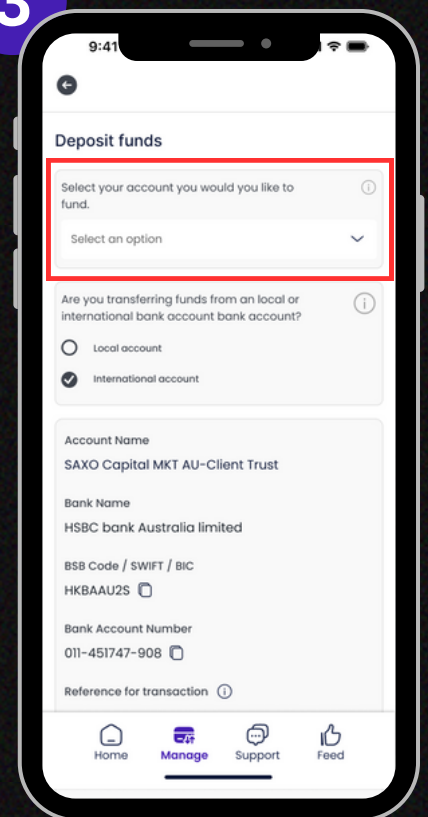 3
9:41
Deposit funds
Select your account you would you like to
fund.
Select an option
Are you transferring funds from an local or
international bank account bank account?
Local account
International account
Account Name
SAXO Capital MKT AU-Client Trust
Bank Name
HSBC bank Australia limited
BSB Code / SWIFT / BIC
HKBAAU2S
Bank Account Number
011-451747-908
Reference for transaction
Home Manage Support Feed